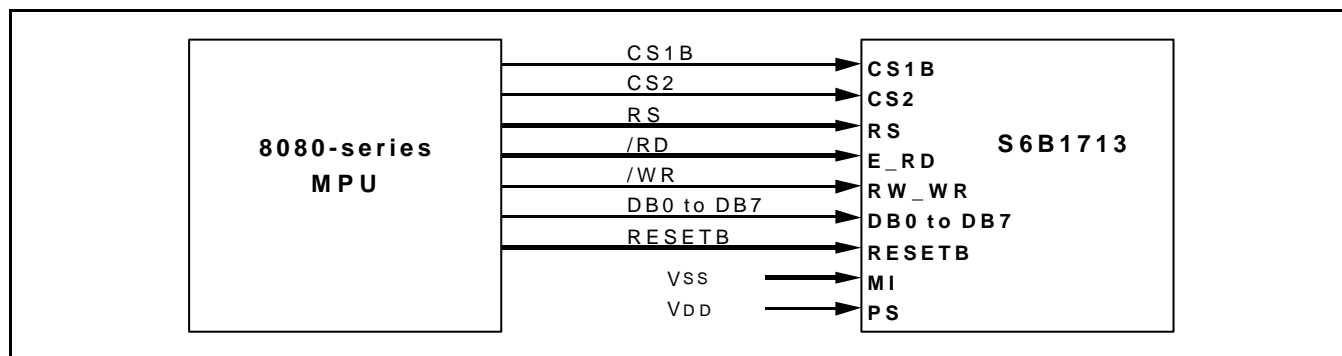 CS1B
CS1B
CS2
CS2
RS
RS
8080-series
MPU
S6B1713
/RD
E_RD
/WR
RW_WR
DB0 to DB7
DB0 to DB7
RESETB
RESETB
VSS
MI
VDD
PS